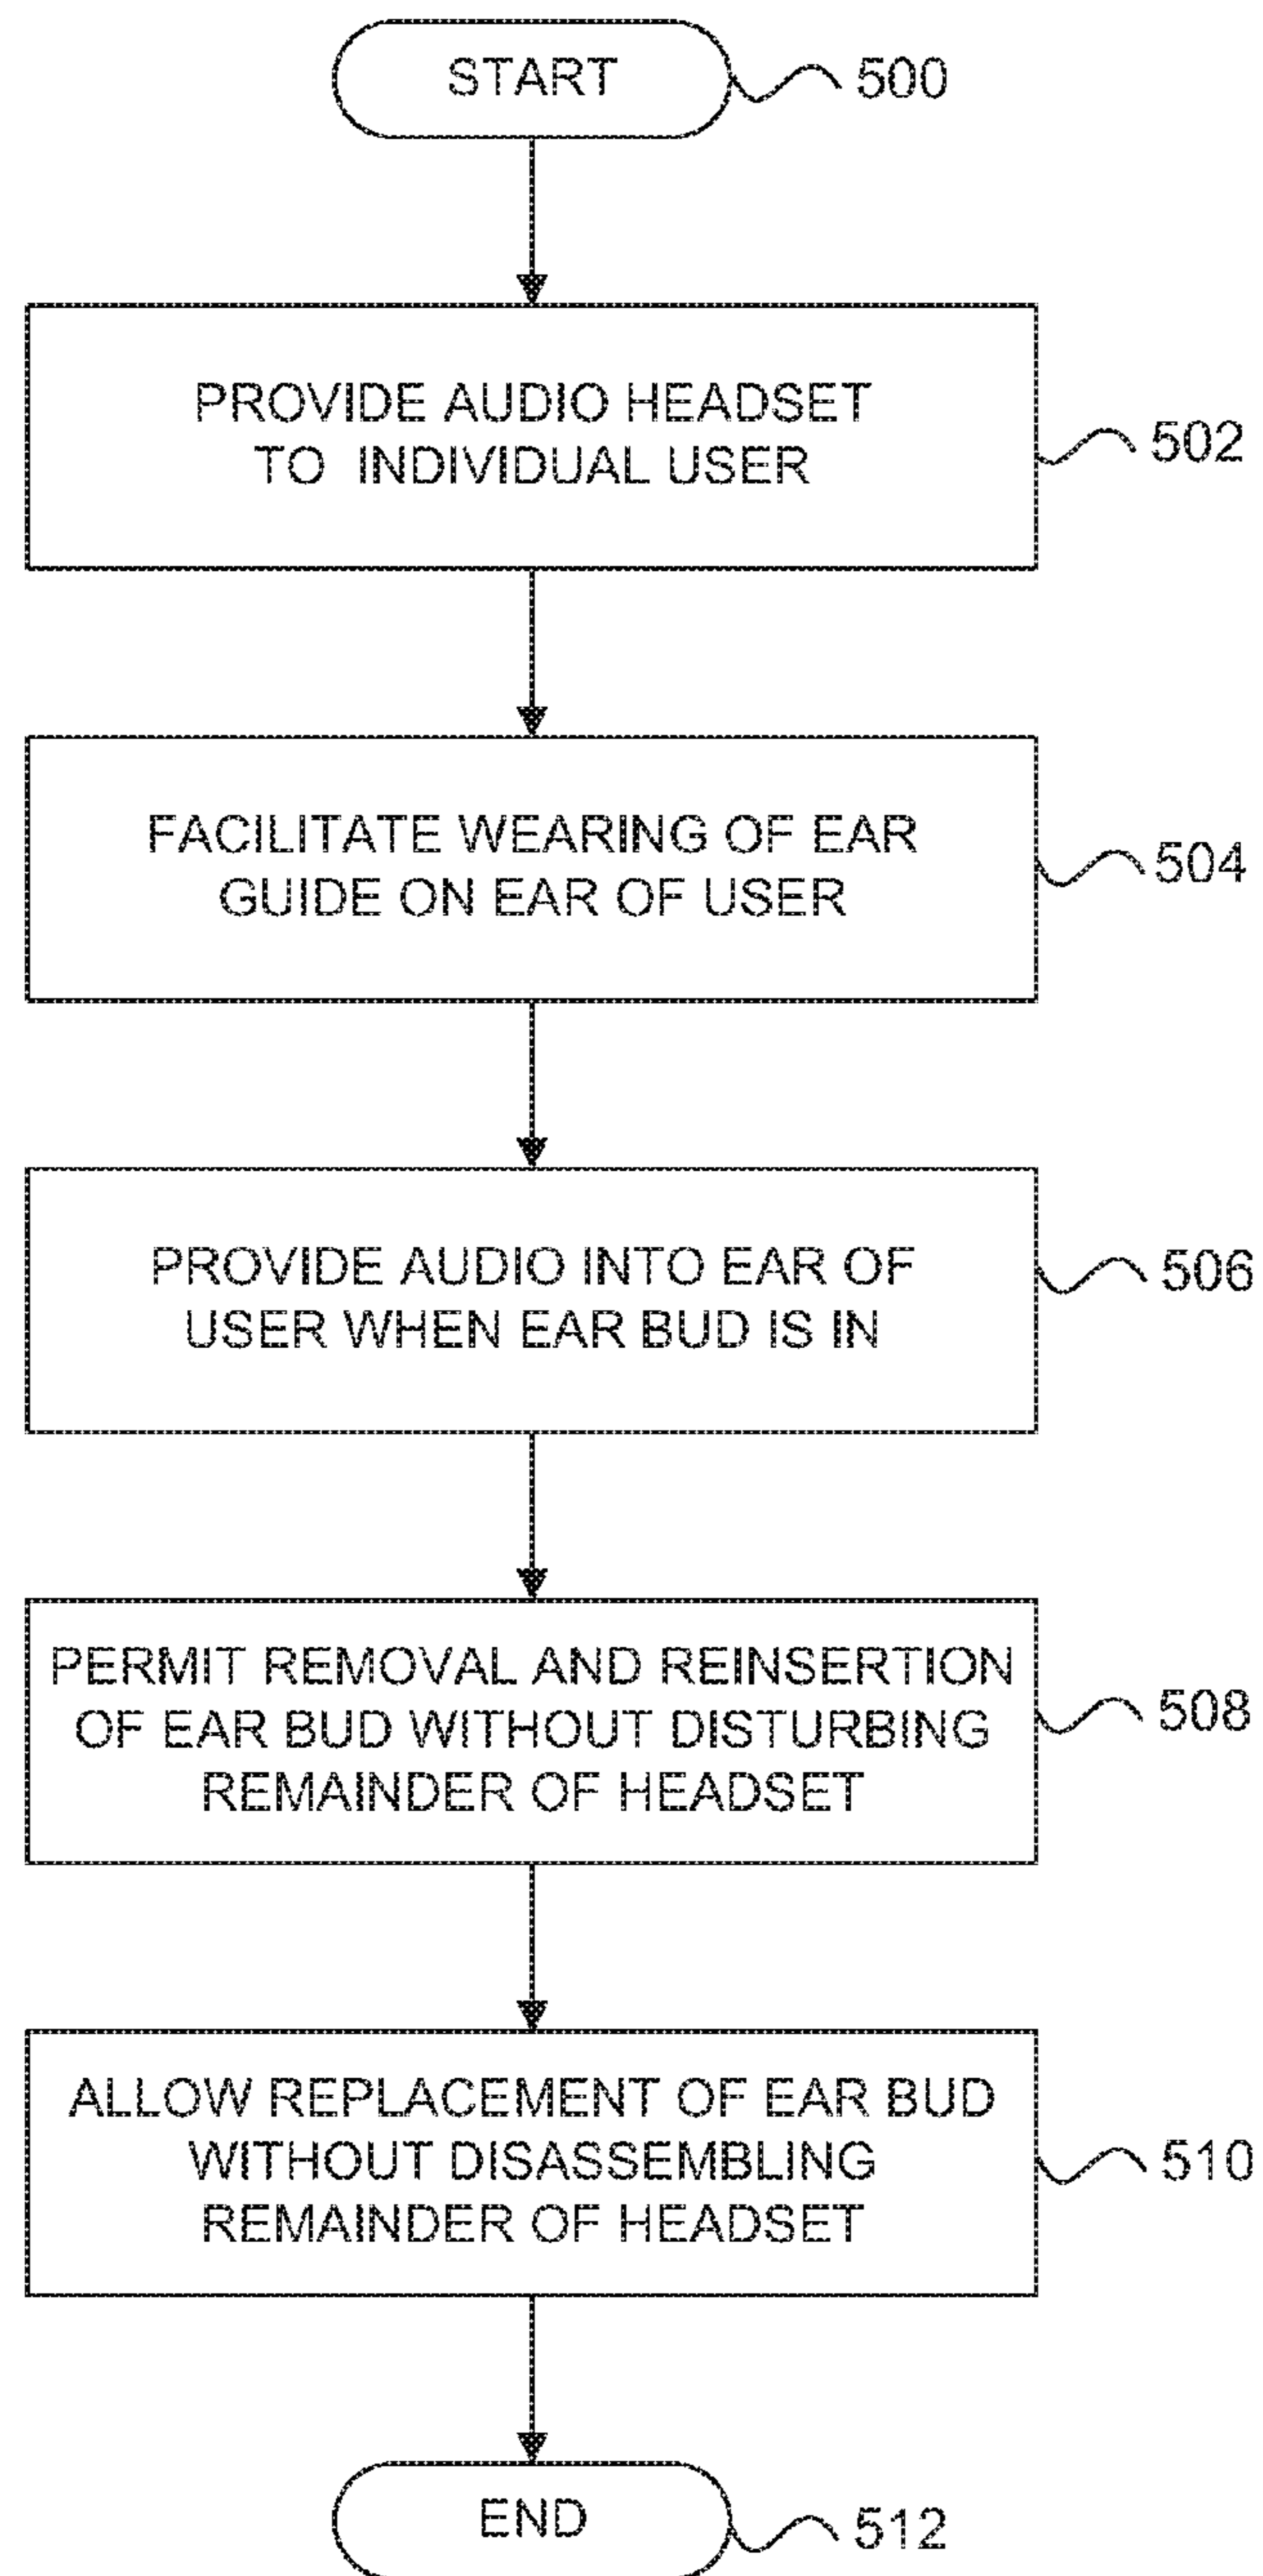 START
500
PROVIDE AUDIO HEADSET
TO INDIVIDUAL USER
502
FACILITATE WEARING OF EAR
GUIDE ON EAR OF USER
504
PROVIDE AUDIO INTO EAR OF
USER WHEN EAR BUD IS IN
506
PERMIT REMOVAL AND REINSERTION
OF EAR BUD WITHOUT DISTURBING
REMAINDER OF HEADSET
508
ALLOW REPLACEMENT OF EAR BUD
WITHOUT DISASSEMBLING
REMAINDER OF HEADSET
510
END
512